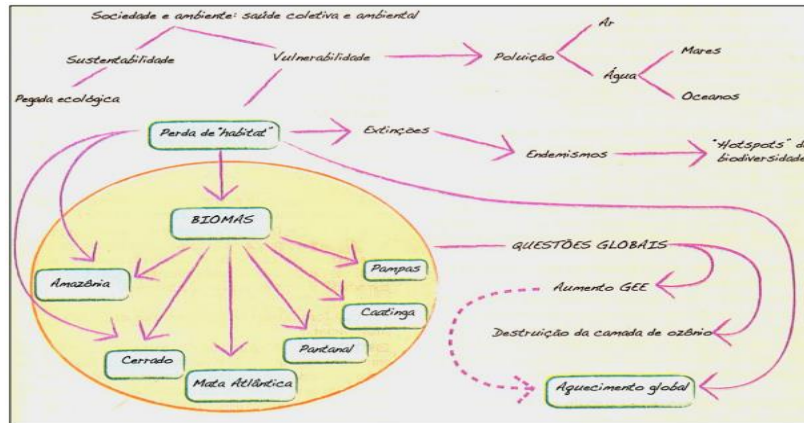 Sociedade e ambiente: saúde coletiva e ambiental
Ar
Sustentabilidade
Vulnerabilidade
Poluição
Mares
Água
Pegada ecológica
Oceanos
Perda de "habitat"
Extinções
Endemismos
"Hotspots" de
biodiversidade
BIOMAS
QUESTÕES GLOBAIS
Amazônia
Pampas
Aumento GEE
Caatinga
Destruição da camada de ozônio
Cerrado
Pantanal
Mata Atlântica
Aquecimento global